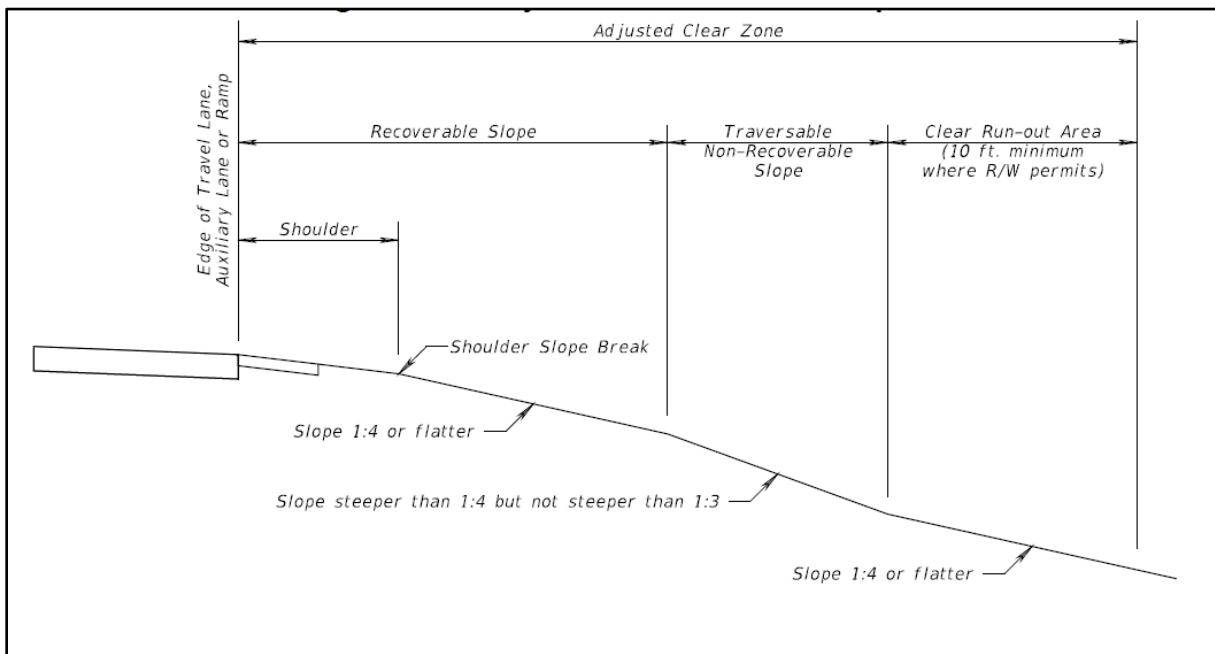 Adjusted Clear Zone
Edge of Travel Lane,
Auxiliary Lane or Ramp
Recoverable Slope
Traversable
Non-Recoverable
Slope
Clear Run-out Area
(10 ft. minimum
where R/W permits)
Shoulder
Shoulder Slope Break
Slope 1:4 or flatter
Slope steeper than 1:4 but not steeper than 1:3
Slope 1:4 or flatter